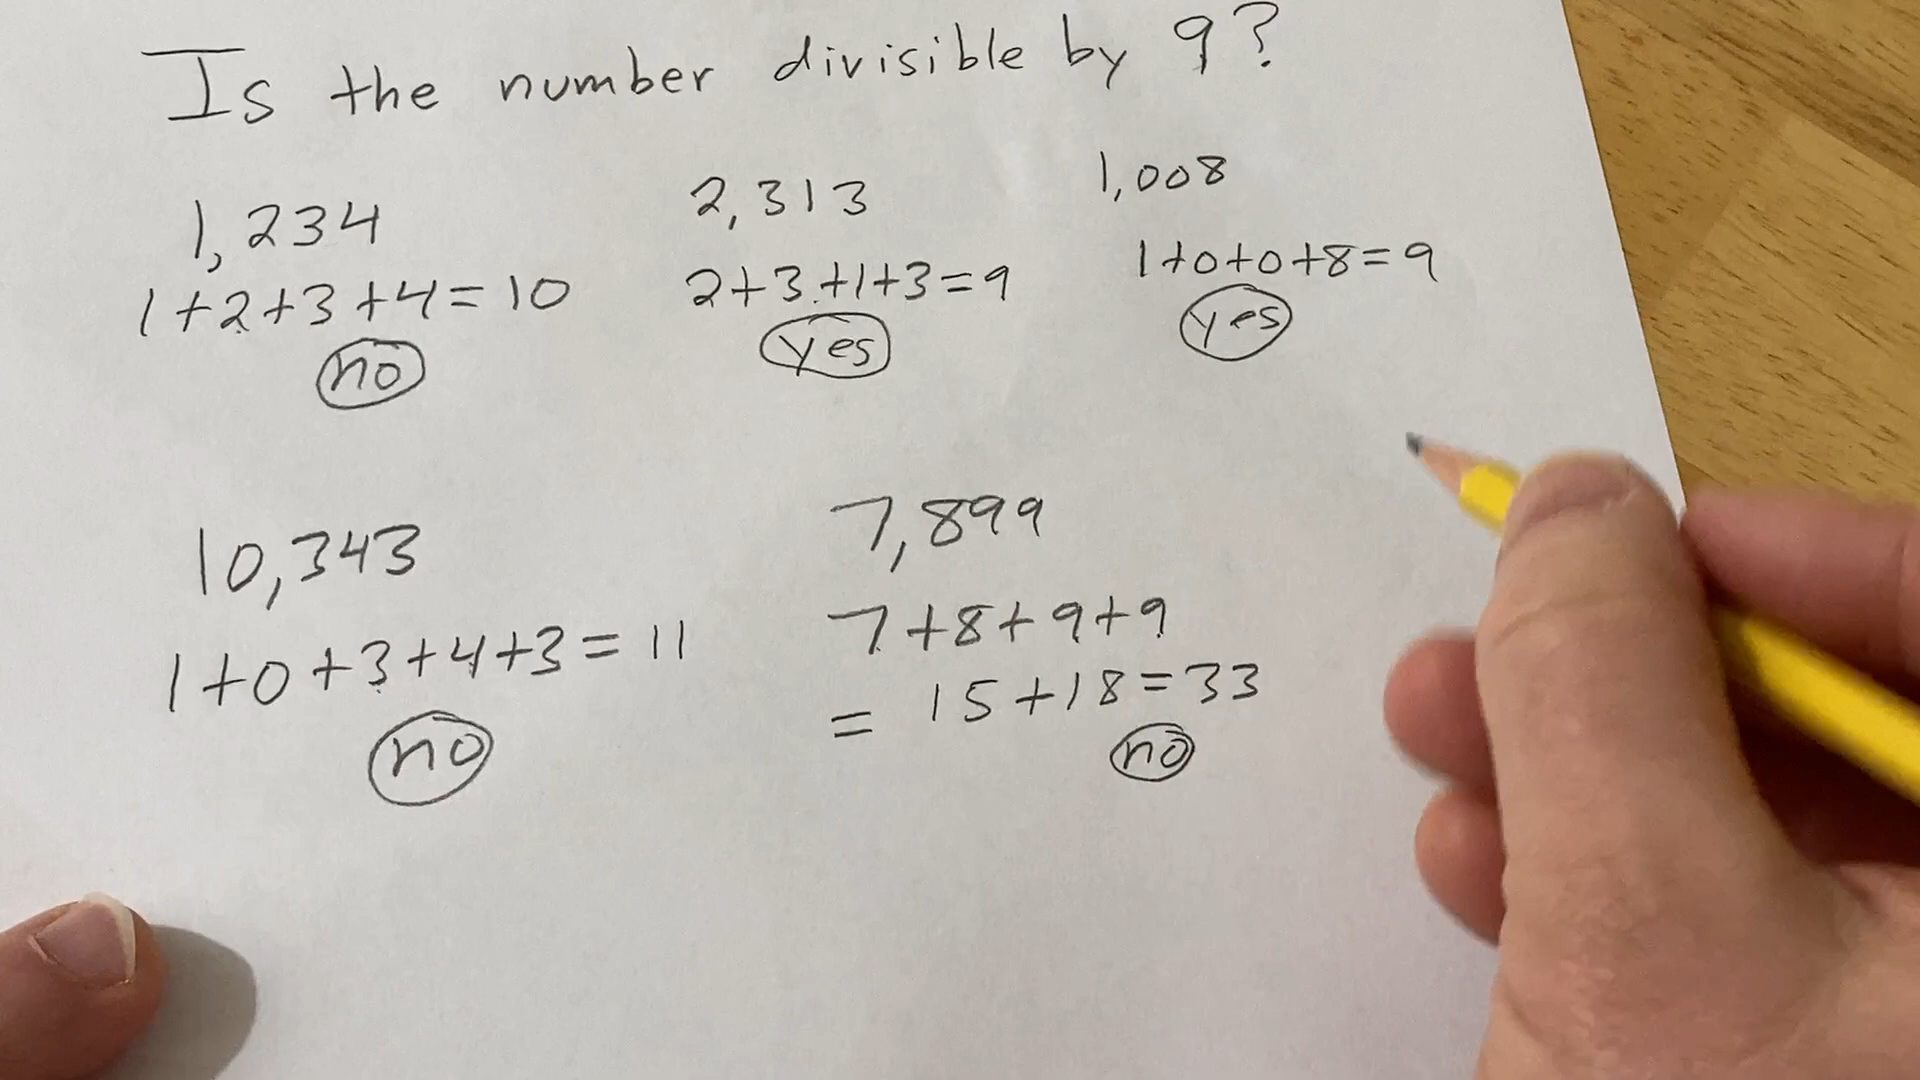 Is the number divisible by 9?
1,234
1+2+3+4=10
no
2,313
2+3+1+3=9
yes
1,008
1+0+0+8=9
yes
10,343
1+0+3+4+3=11
no
7,899
7+8+9+9
= 15+18=33
no